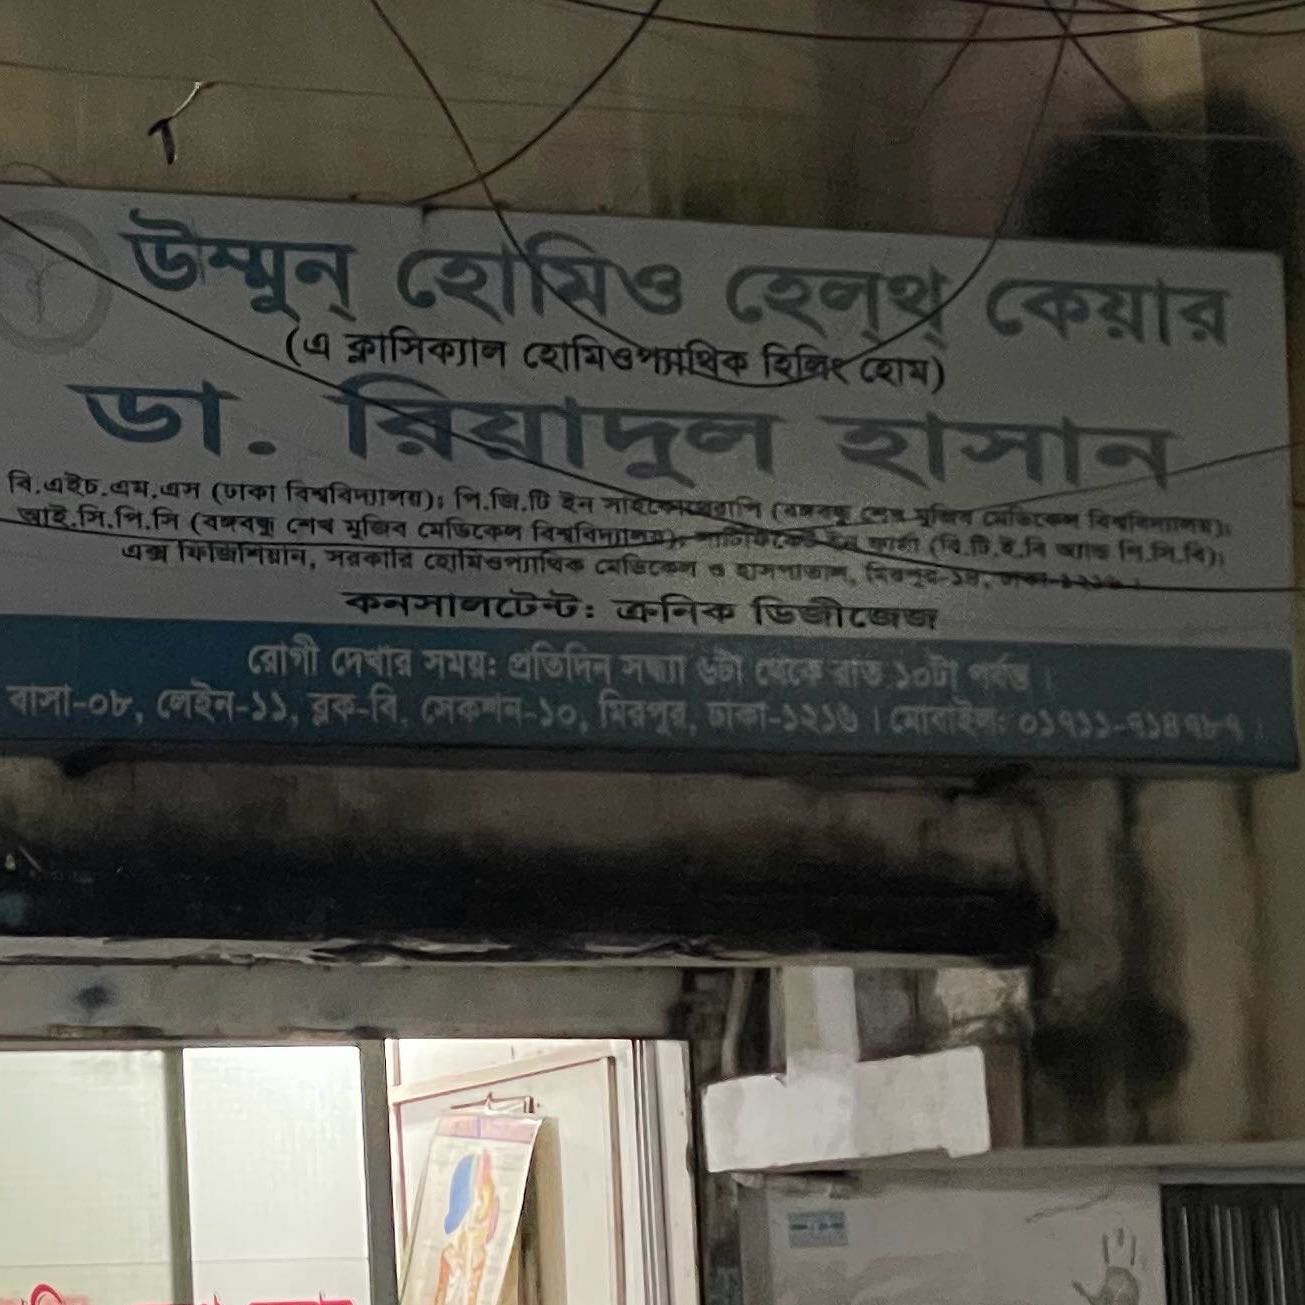 উম্মুন্ হোমিও হেল্থ্ কেয়ার
(এ ক্লাসিক্যাল হোমিওপ্যাথিক হিলিং হোম)
ডা. রিয়াদুল হাসান
বি.এইচ.এম.এস (ঢাকা বিশ্ববিদ্যালয়); পি.জি.টি ইন সাইকোথেরাপি (বঙ্গবন্ধু শেখ মুজিব মেডিকেল বিশ্ববিদ্যালয়);
আই.সি.পি.সি (বঙ্গবন্ধু শেখ মুজিব মেডিকেল বিশ্ববিদ্যালয়); সার্টিফিকেট ইন (বি.টি.ই.বি অ্যান্ড পি.সি.বি);
এক্স ফিজিশিয়ান, সরকারি হোমিওপ্যাথিক মেডিকেল ও হাসপাতাল, মিরপুর-১৪, ঢাকা-১২১৬।
কনসালটেন্ট: ক্রনিক ডিজীজেজ
রোগী দেখার সময়: প্রতিদিন সন্ধ্যা ৬টা থেকে রাত ১০টা পর্যন্ত।
বাসা-০৮, লেইন-১১, ব্লক-বি, সেকশন-১০, মিরপুর, ঢাকা-১২১৬। মোবাইল: ০১৭১১-৭১৪৭৮৭।